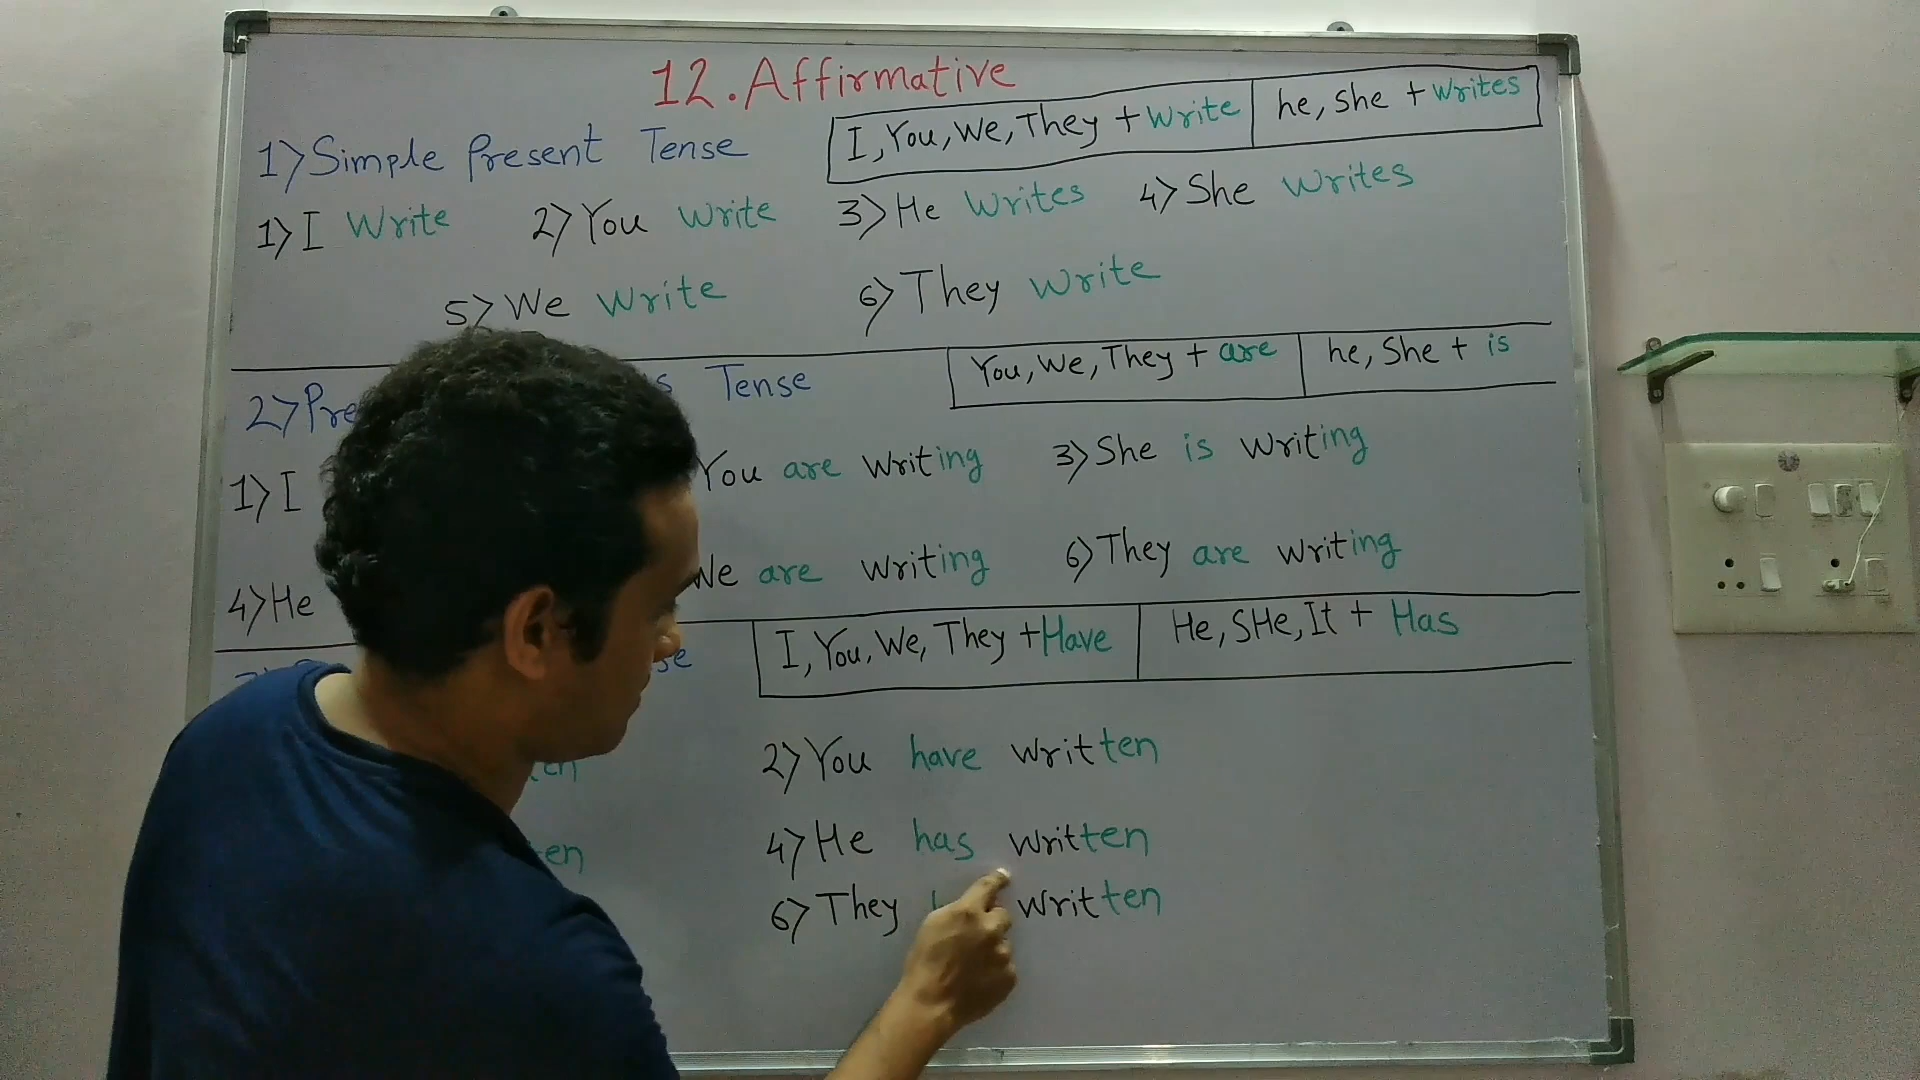 12. Affirmative
1) Simple Present Tense
I, You, We, They + Write he, She + Writes
1) I Write 2) You Write 3) He Writes 4) She Writes
5) We Write 6) They Write
2) Pre s Tense
You, We, They + are he, She + is
1) I You are writing 3) She is writing
4) He We are writing 6) They are writing
se I, You, We, They + Have He, SHe, It + Has
ten 2) You have written
ten 4) He has written
6) They written